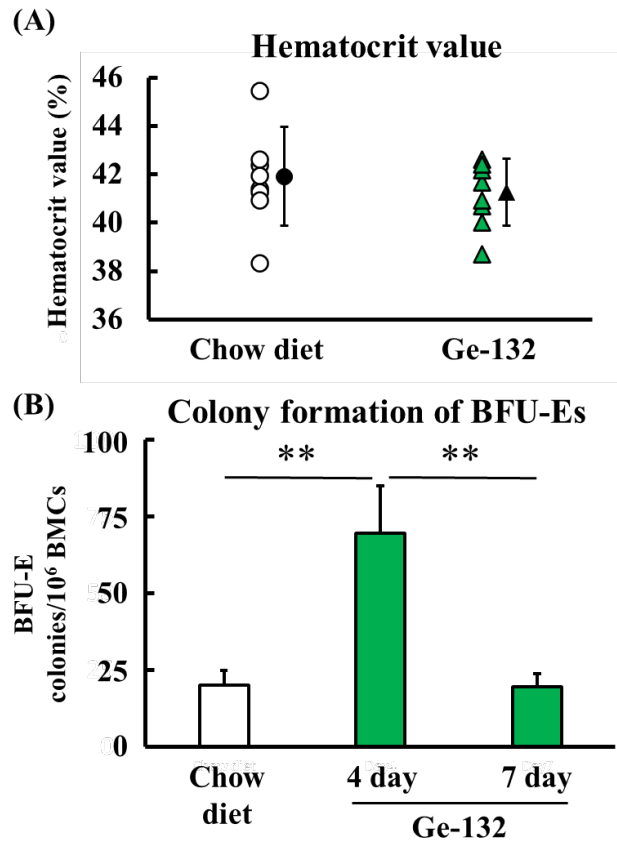 (A)
Hematocrit value
Hematocrit value (%)
46
44
42
40
38
36
Chow diet
Ge-132
(B)
Colony formation of BFU-Es
BFU-E
colonies/10⁶ BMCs
100
75
50
25
0
** **
Chow
diet
4 day
7 day
Ge-132